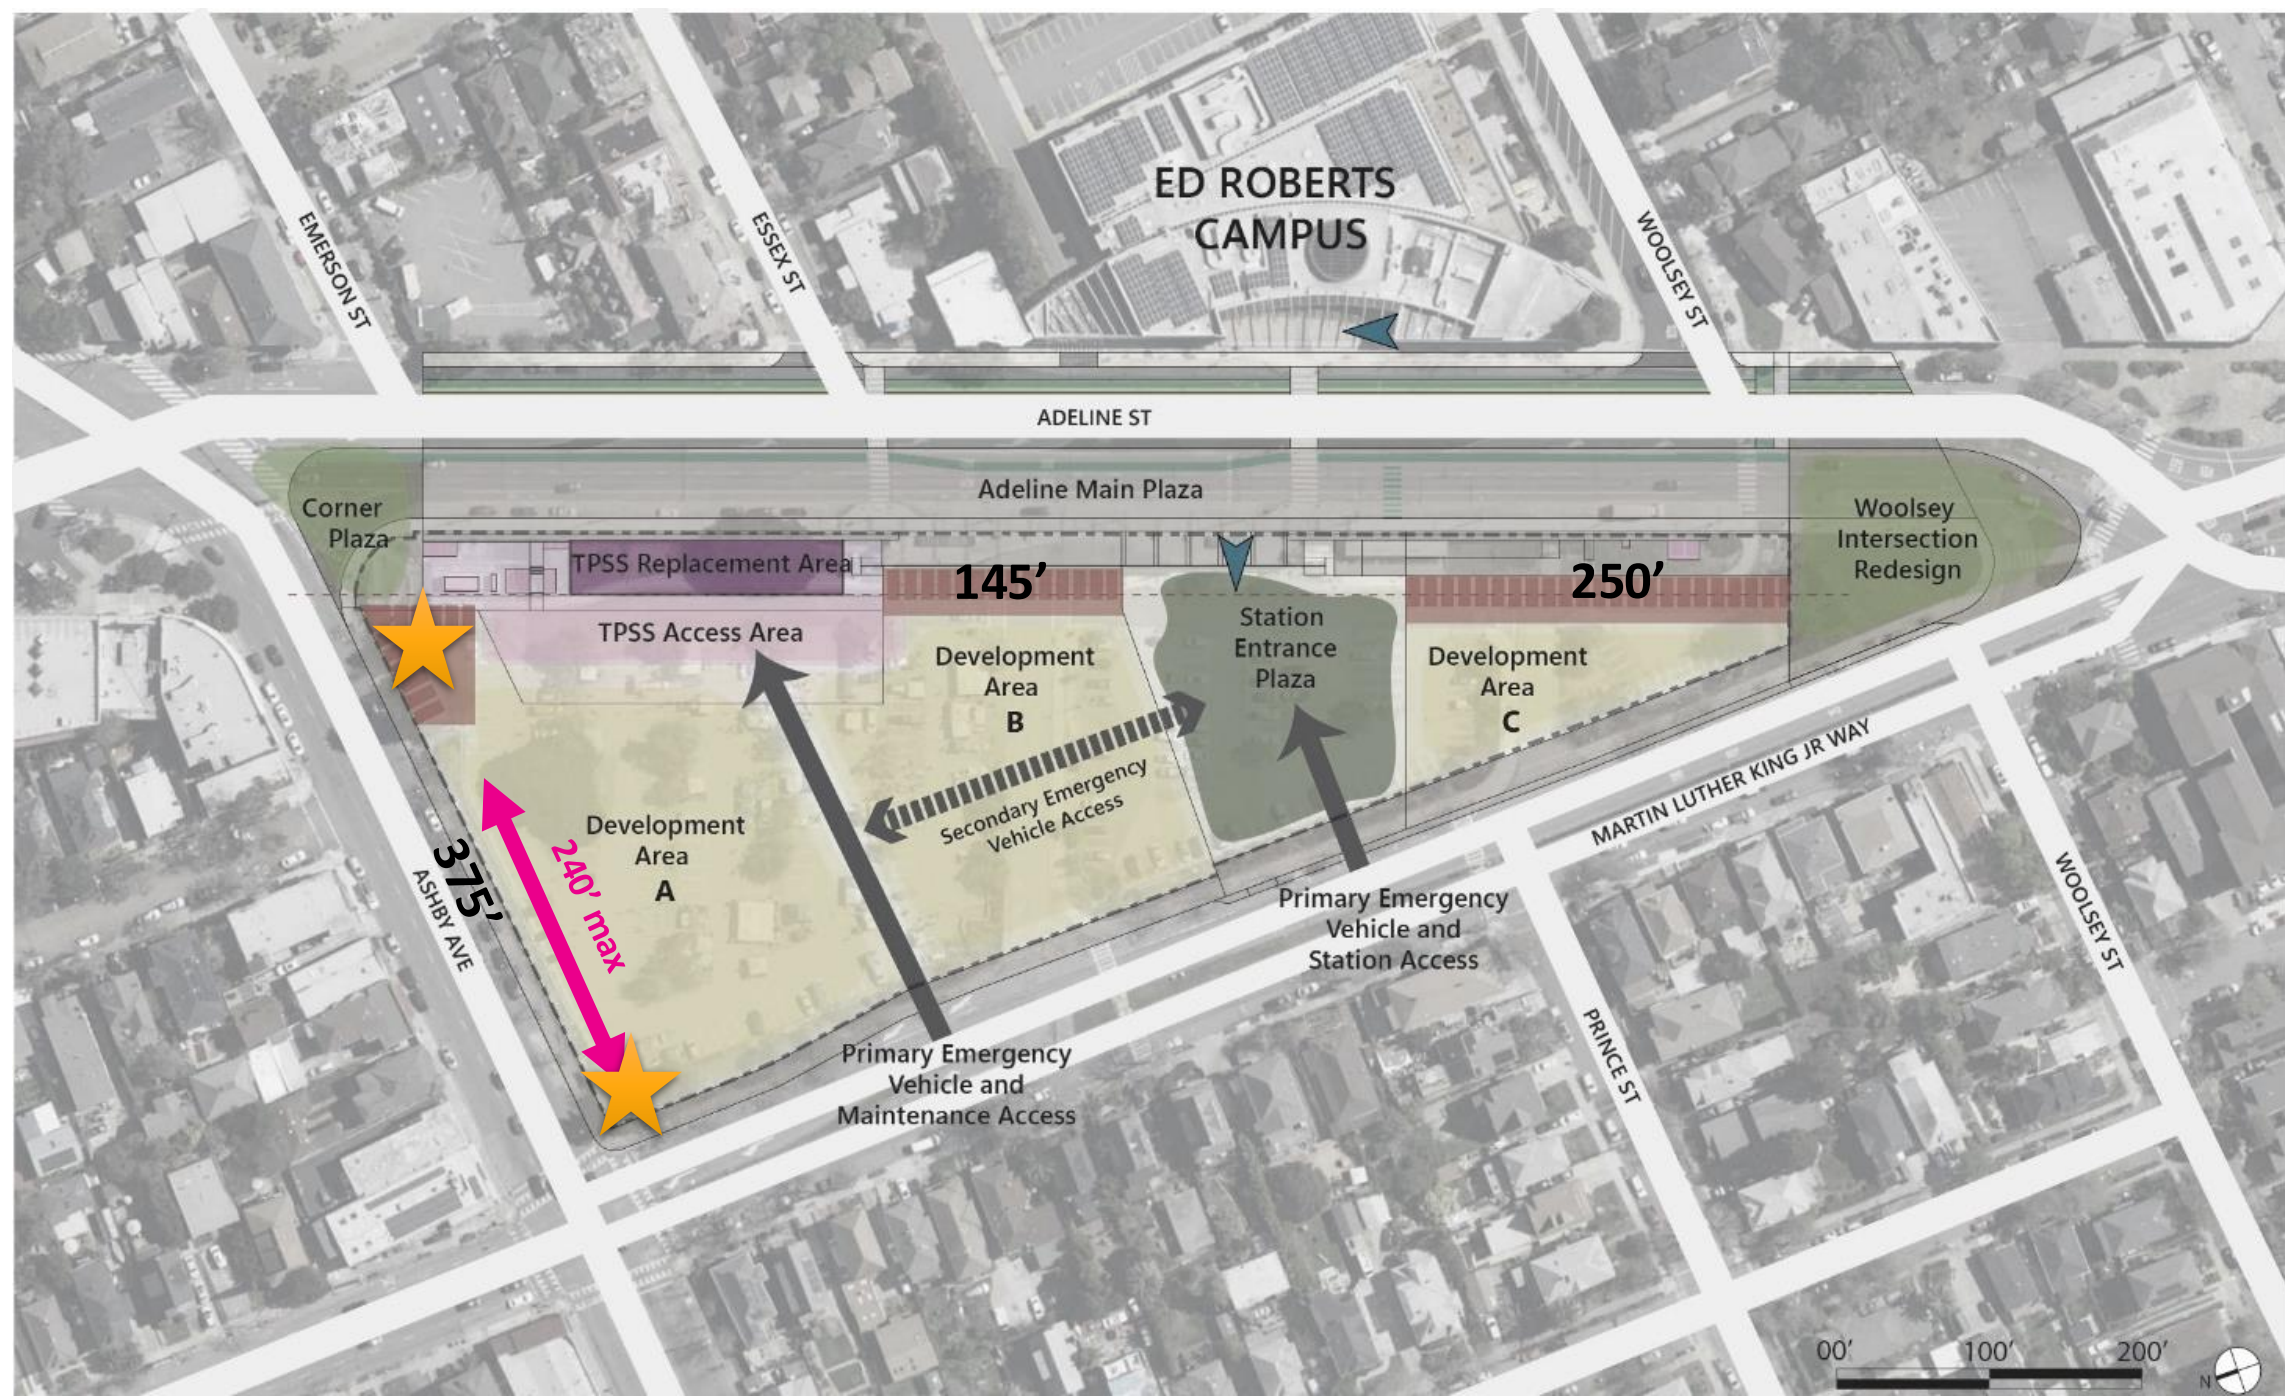 ED ROBERTS
CAMPUS
EMERSON ST
ESSEX ST
WOOLSEY ST
ADELINE ST
Adeline Main Plaza
Corner
Plaza
Woolsey
Intersection
Redesign
TPSS Replacement Area
145’
250’
TPSS Access Area
Station
Entrance
Plaza
Development
Area
B
Development
Area
C
Secondary Emergency
Vehicle Access
MARTIN LUTHER KING JR WAY
Development
Area
A
375’
240’ max
ASHBY AVE
Primary Emergency
Vehicle and
Station Access
WOOLSEY ST
Primary Emergency
Vehicle and
Maintenance Access
PRINCE ST
00’ 100’ 200’
N